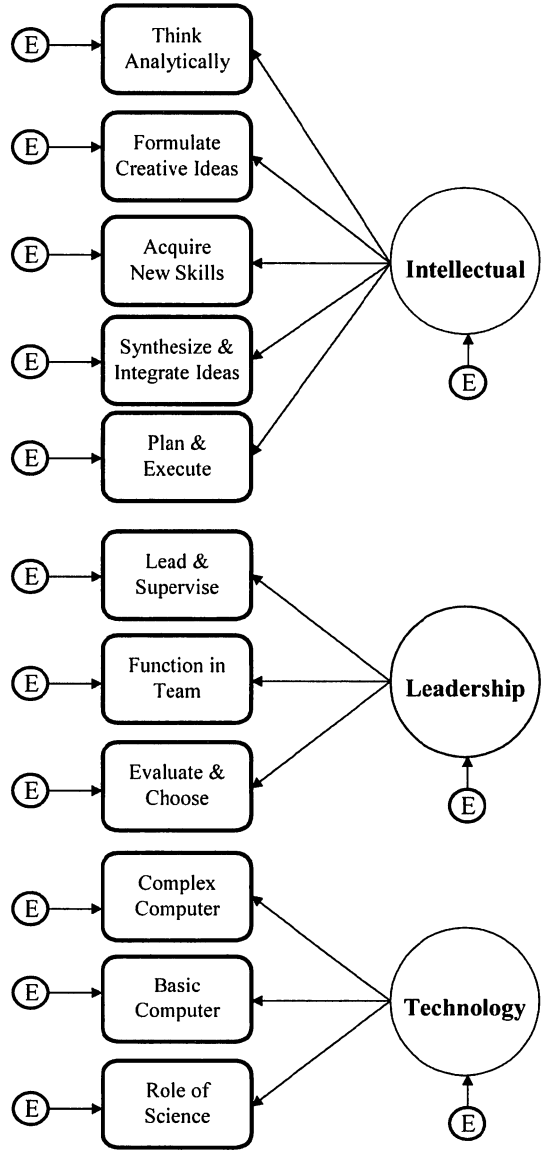 E
Think
Analytically
E
Formulate
Creative Ideas
E
Acquire
New Skills
Intellectual
E
Synthesize &
Integrate Ideas
E
E
Plan &
Execute
E
Lead &
Supervise
E
Function in
Team
Leadership
E
Evaluate &
Choose
E
E
Complex
Computer
E
Basic
Computer
Technology
E
Role of
Science
E